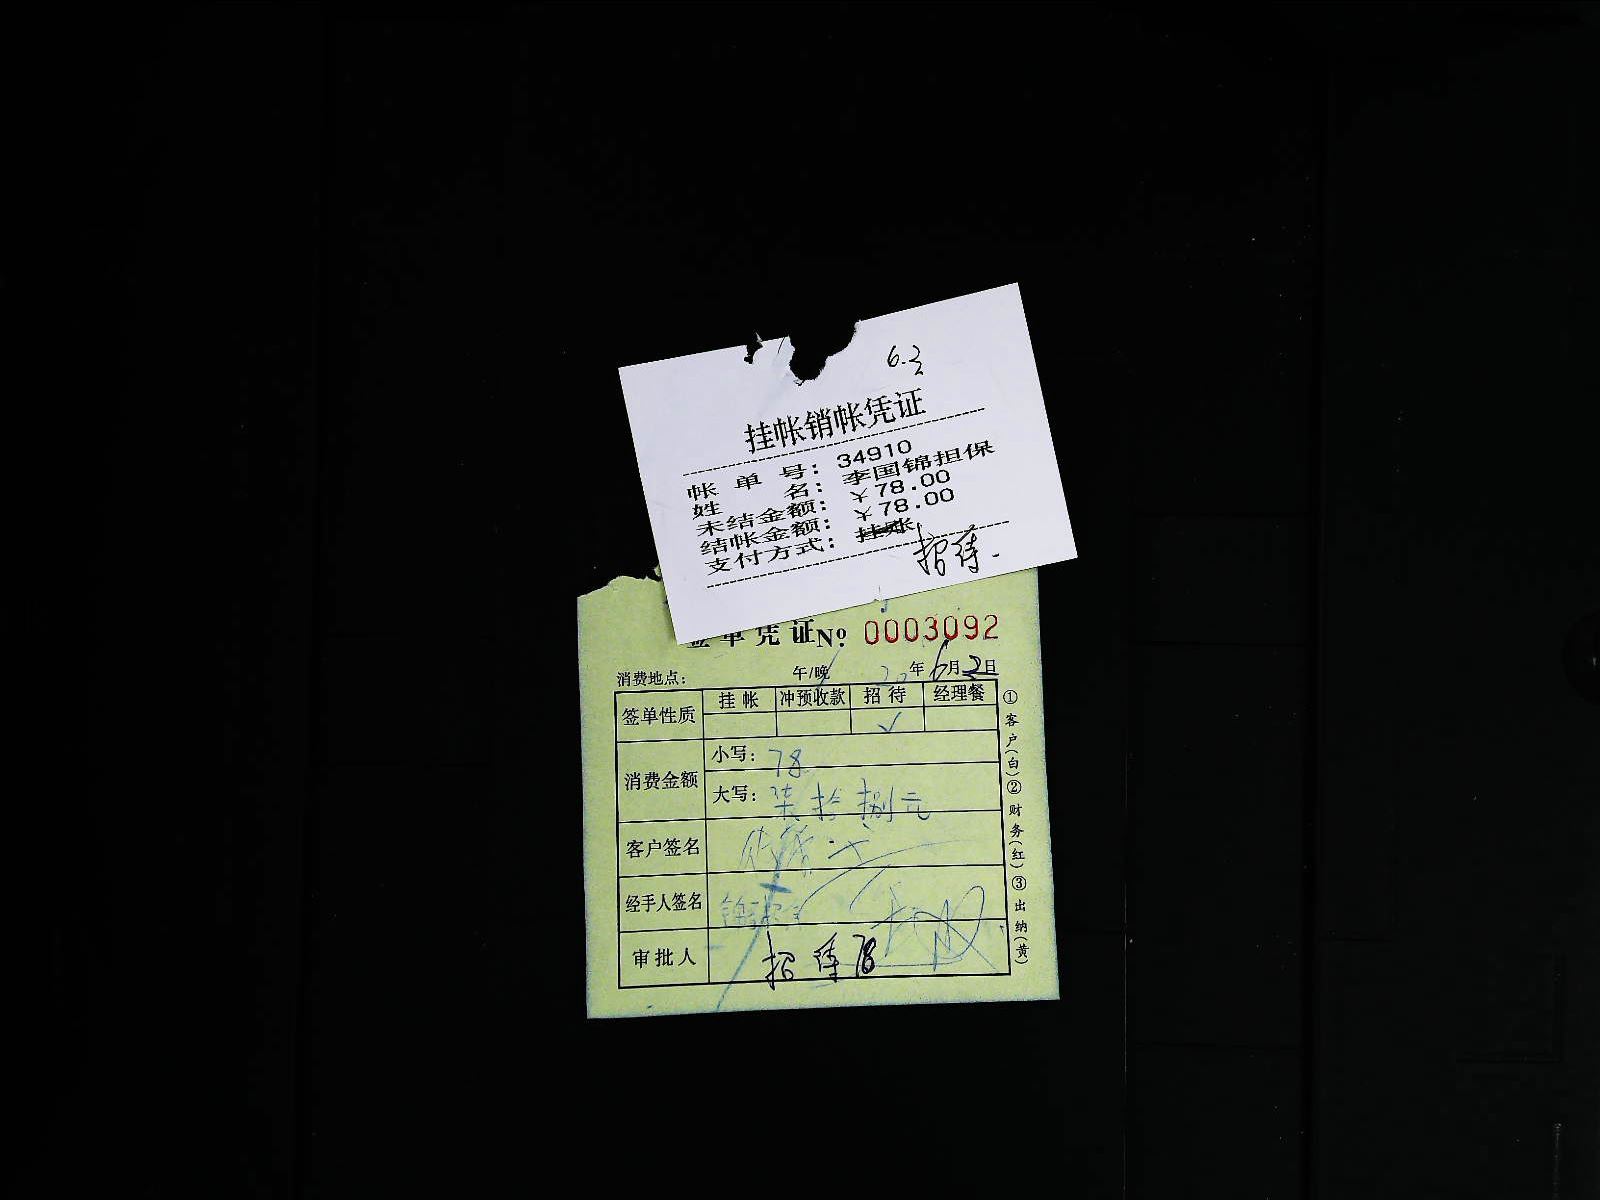 6.2
挂帐销帐凭证
帐单号：34910
姓名：李国锦担保
未结金额：￥78.00
结帐金额：￥78.00
支付方式：挂账
招待.
签单凭证 № 0003092
消费地点： 午/晚 20年6月2日
签单性质 挂帐 冲预收款 招待 经理餐
√
消费金额 小写：78
大写：柒拾捌元
客户签名
经手人签名
审批人 招待78
①客户(白)②财务(红)③出纳(黄)